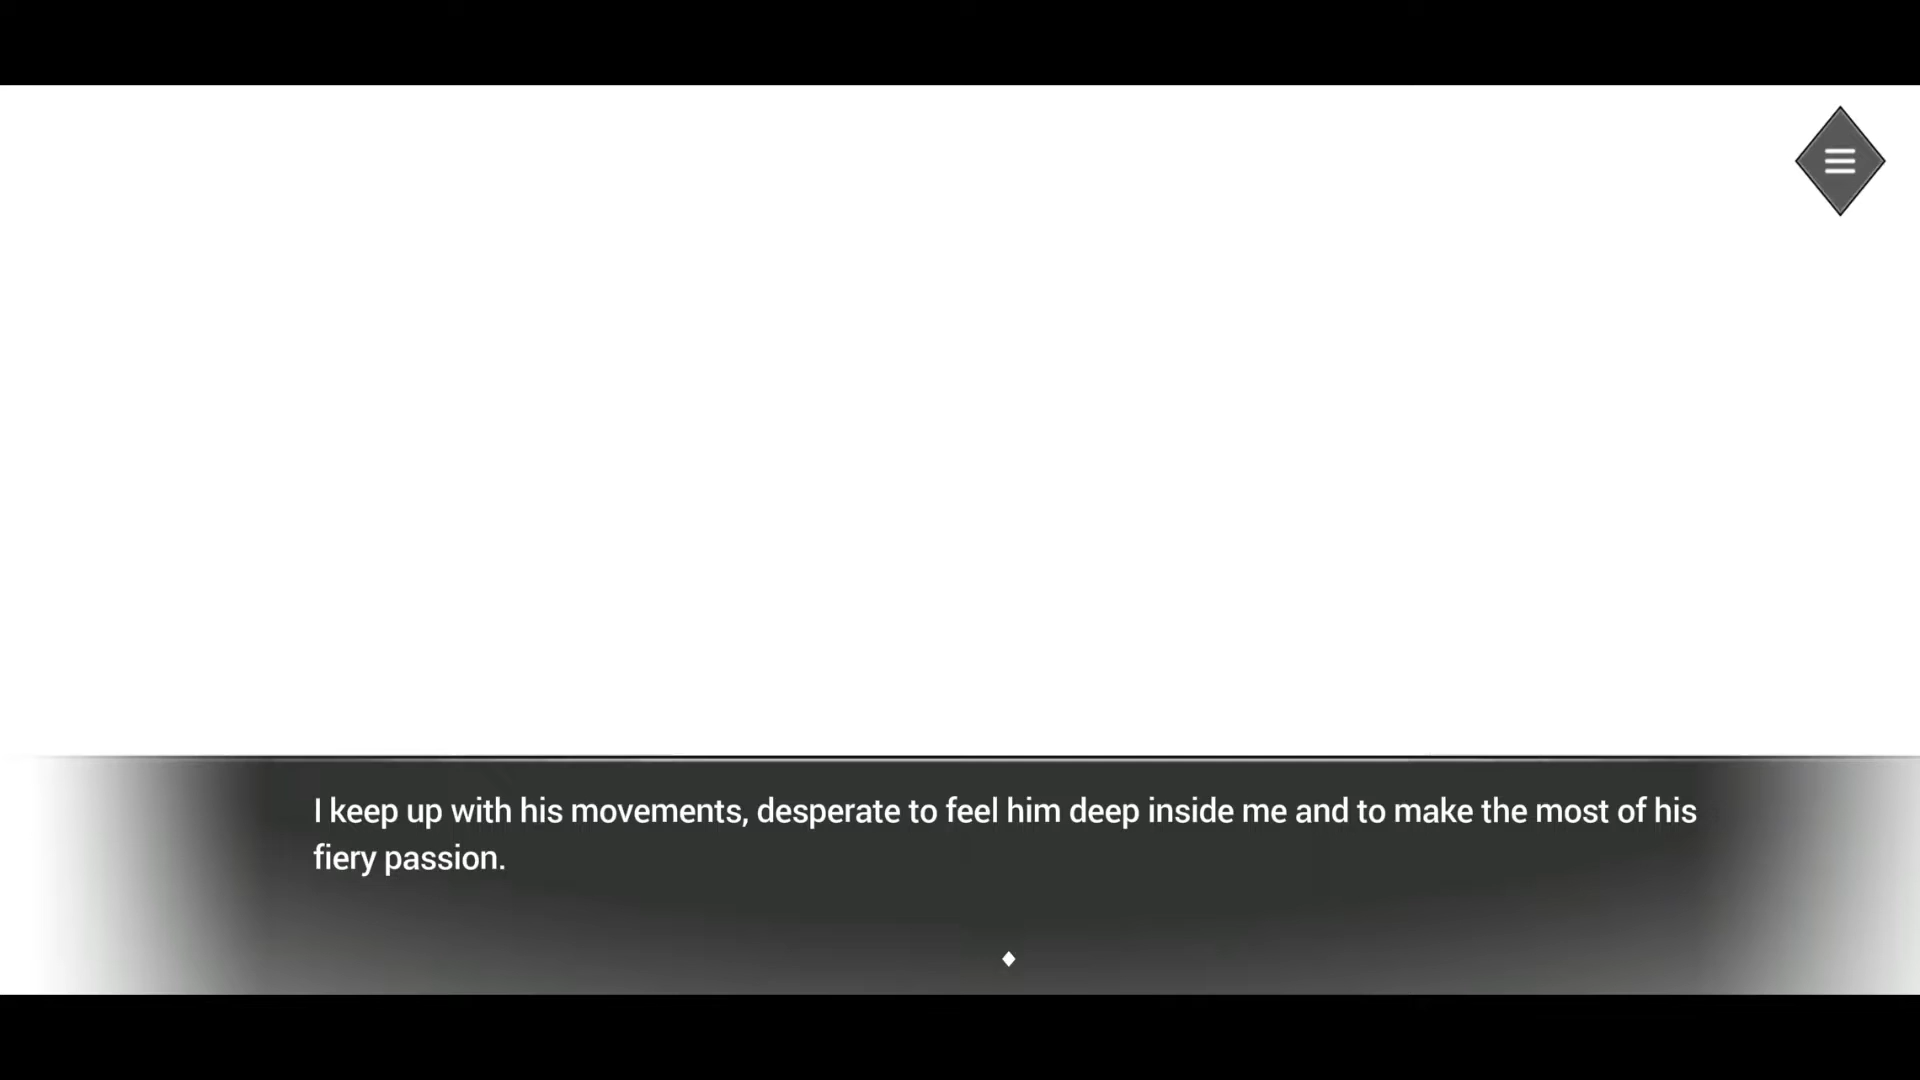 I keep up with his movements, desperate to feel him deep inside me and to make the most of his
fiery passion.